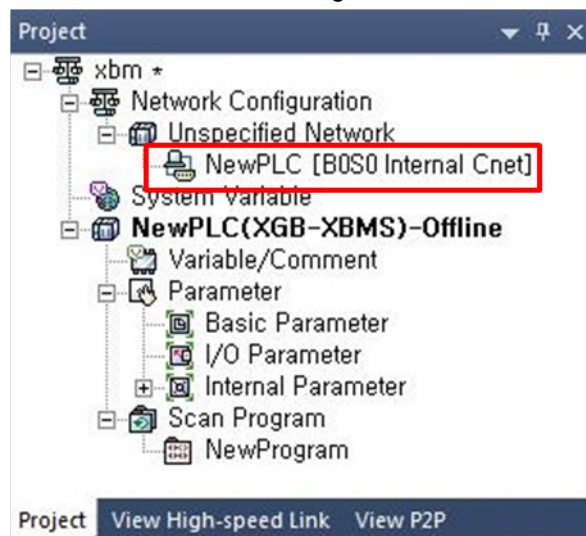 Project
xbm *
Network Configuration
Unspecified Network
NewPLC [B0S0 Internal Cnet]
System Variable
NewPLC(XGB-XBMS)-Offline
Variable/Comment
Parameter
Basic Parameter
I/O Parameter
Internal Parameter
Scan Program
NewProgram
Project View High-speed Link View P2P